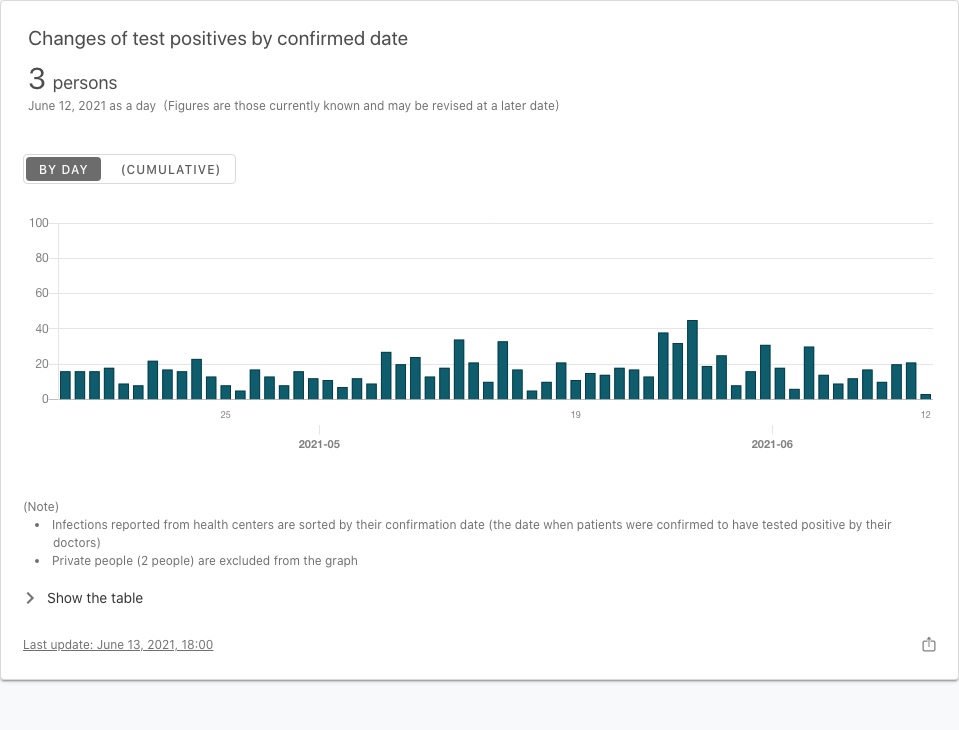 Changes of test positives by confirmed date
3 persons
June 12, 2021 as a day (Figures are those currently known and may be revised at a later date)
BY DAY (CUMULATIVE)
100
80
60
40
20
0
25 19 12
2021-05 2021-06
(Note)
• Infections reported from health centers are sorted by their confirmation date (the date when patients were confirmed to have tested positive by their
doctors)
• Private people (2 people) are excluded from the graph
Show the table
Last update: June 13, 2021, 18:00